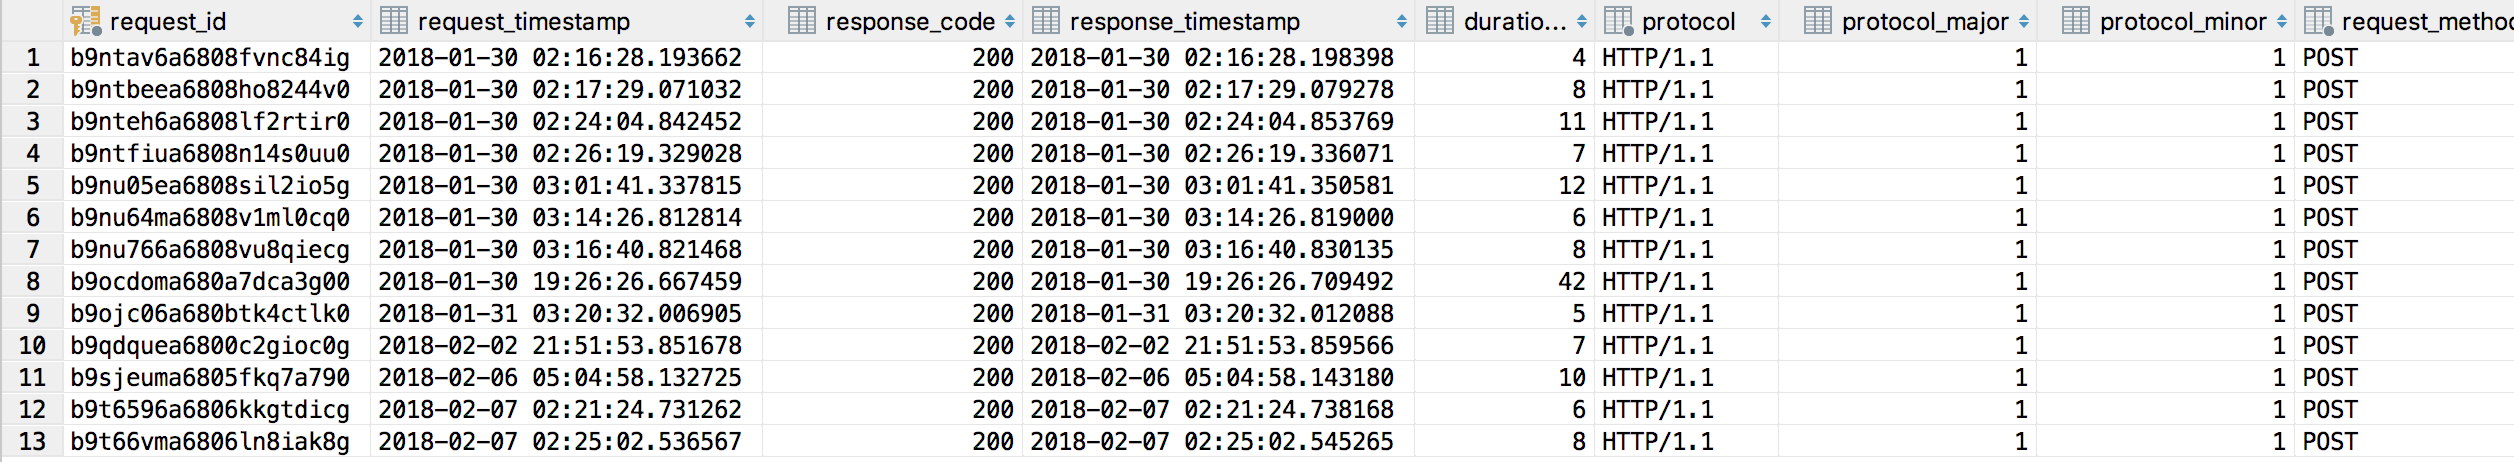 request_id request_timestamp response_code response_timestamp duratio... protocol protocol_major protocol_minor request_method
1 b9ntav6a6808fvnc84ig 2018-01-30 02:16:28.193662 200 2018-01-30 02:16:28.198398 4 HTTP/1.1 1 1 POST
2 b9ntbeea6808ho8244v0 2018-01-30 02:17:29.071032 200 2018-01-30 02:17:29.079278 8 HTTP/1.1 1 1 POST
3 b9nteh6a6808lf2rtir0 2018-01-30 02:24:04.842452 200 2018-01-30 02:24:04.853769 11 HTTP/1.1 1 1 POST
4 b9ntfiua6808n14s0uu0 2018-01-30 02:26:19.329028 200 2018-01-30 02:26:19.336071 7 HTTP/1.1 1 1 POST
5 b9nu05ea6808sil2io5g 2018-01-30 03:01:41.337815 200 2018-01-30 03:01:41.350581 12 HTTP/1.1 1 1 POST
6 b9nu64ma6808v1ml0cq0 2018-01-30 03:14:26.812814 200 2018-01-30 03:14:26.819000 6 HTTP/1.1 1 1 POST
7 b9nu766a6808vu8qiecg 2018-01-30 03:16:40.821468 200 2018-01-30 03:16:40.830135 8 HTTP/1.1 1 1 POST
8 b9ocdoma680a7dca3g00 2018-01-30 19:26:26.667459 200 2018-01-30 19:26:26.709492 42 HTTP/1.1 1 1 POST
9 b9ojc06a680btk4ctlk0 2018-01-31 03:20:32.006905 200 2018-01-31 03:20:32.012088 5 HTTP/1.1 1 1 POST
10 b9qdquea6800c2gioc0g 2018-02-02 21:51:53.851678 200 2018-02-02 21:51:53.859566 7 HTTP/1.1 1 1 POST
11 b9sjeuma6805fkq7a790 2018-02-06 05:04:58.132725 200 2018-02-06 05:04:58.143180 10 HTTP/1.1 1 1 POST
12 b9t6596a6806kkgtdicg 2018-02-07 02:21:24.731262 200 2018-02-07 02:21:24.738168 6 HTTP/1.1 1 1 POST
13 b9t66vma6806ln8iak8g 2018-02-07 02:25:02.536567 200 2018-02-07 02:25:02.545265 8 HTTP/1.1 1 1 POST